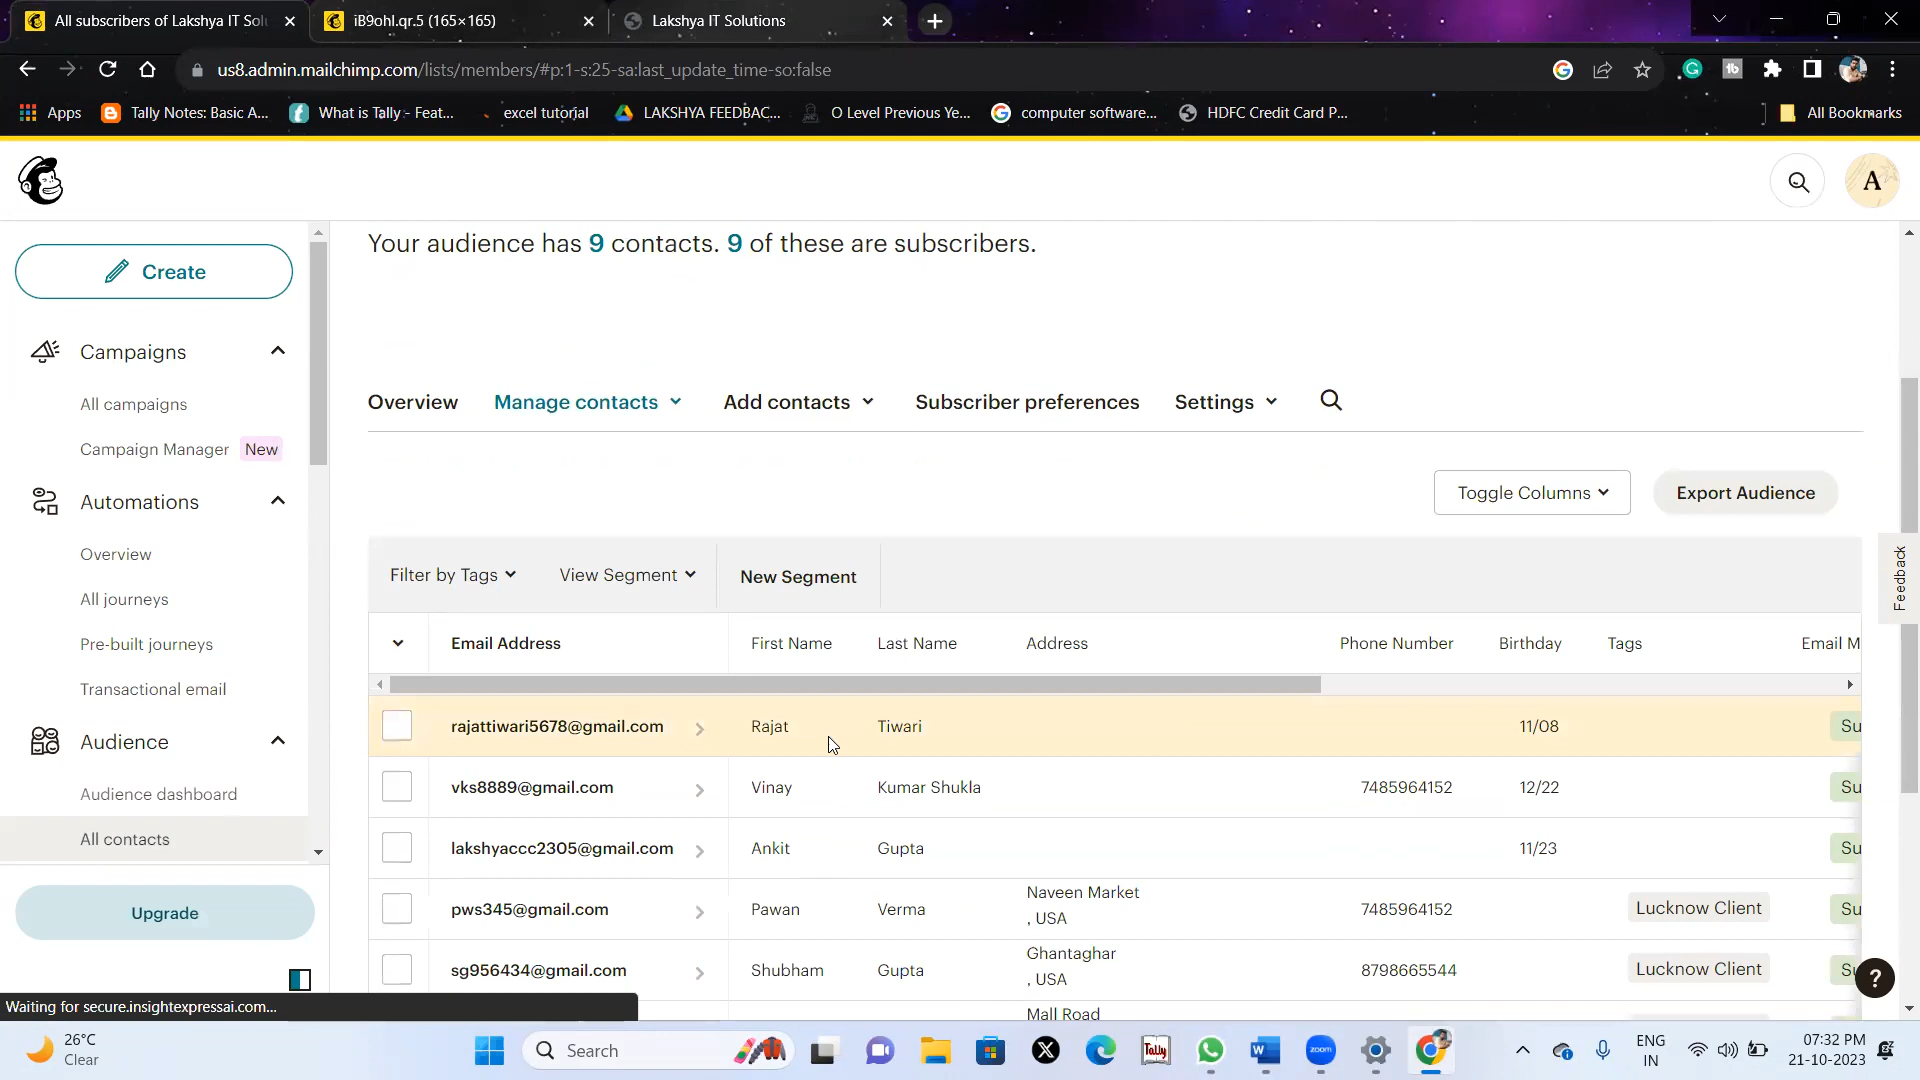 All subscribers of Lakshya IT Sol
iB9ohI.qr.5 (165×165)
Lakshya IT Solutions
us8.admin.mailchimp.com/lists/members/#p:1-s:25-sa:last_update_time-so:false
Apps
Tally Notes: Basic A...
What is Tally - Feat...
excel tutorial
LAKSHYA FEEDBAC...
O Level Previous Ye...
computer software...
HDFC Credit Card P...
All Bookmarks
A
Create
Campaigns
All campaigns
Campaign Manager New
Automations
Overview
All journeys
Pre-built journeys
Transactional email
Audience
Audience dashboard
All contacts
Upgrade
Your audience has 9 contacts. 9 of these are subscribers.
Overview Manage contacts Add contacts Subscriber preferences Settings
Toggle Columns Export Audience
Filter by Tags View Segment New Segment
Email Address First Name Last Name Address Phone Number Birthday Tags Email M
rajattiwari5678@gmail.com Rajat Tiwari 11/08 Su
vks8889@gmail.com Vinay Kumar Shukla 7485964152 12/22 Su
lakshyaccc2305@gmail.com Ankit Gupta 11/23 Su
Naveen Market
pws345@gmail.com Pawan Verma 7485964152 Lucknow Client Su
, USA
Ghantaghar
sg956434@gmail.com Shubham Gupta 8798665544 Lucknow Client Su
, USA
Mall Road
Feedback
?
Waiting for secure.insightexpressai.com...
26°C
Clear
Search
Tally
zoom
ENG
IN
07:32 PM
21-10-2023